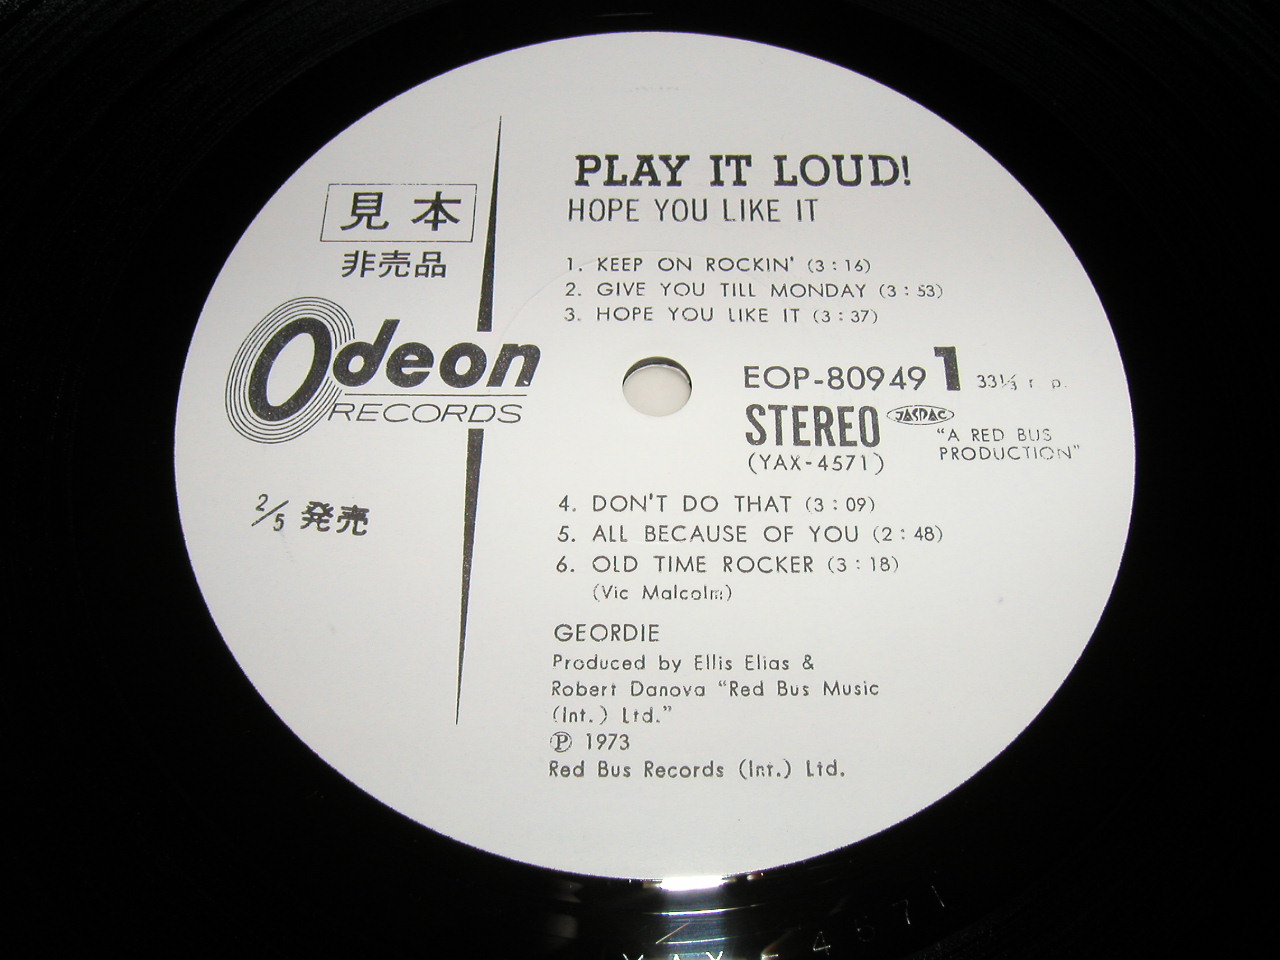 PLAY IT LOUD!
HOPE YOU LIKE IT
見本
非売品
1. KEEP ON ROCKIN' (3:16)
2. GIVE YOU TILL MONDAY (3:53)
3. HOPE YOU LIKE IT (3:37)
Odeon
RECORDS
EOP-80949 1 33⅓ r p.
STEREO JASRAC
(YAX-4571)
"A RED BUS
PRODUCTION"
2/5 発売
4. DON'T DO THAT (3:09)
5. ALL BECAUSE OF YOU (2:48)
6. OLD TIME ROCKER (3:18)
(Vic Malcolm)
GEORDIE
Produced by Ellis Elias &
Robert Danova "Red Bus Music
(Int.) Ltd."
Ⓟ 1973
Red Bus Records (Int.) Ltd.
YAX-4571